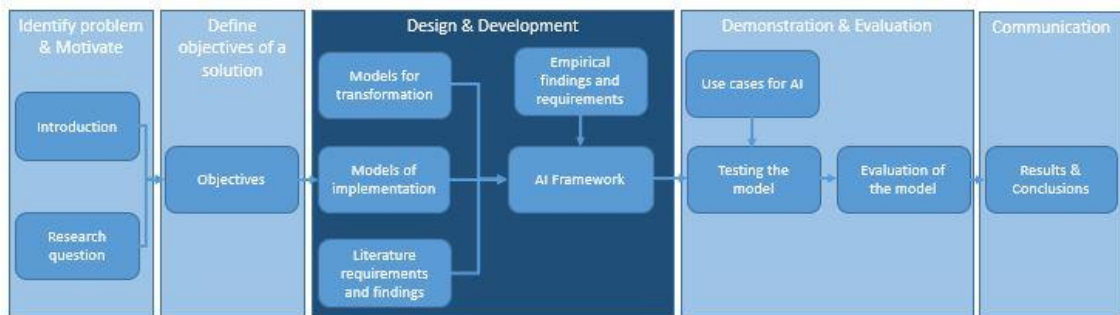 Identify problem
& Motivate
Introduction
Research
question
Define
objectives of a
solution
Objectives
Design & Development
Models for
transformation
Models of
implementation
Literature
requirements
and findings
Empirical
findings and
requirements
AI Framework
Demonstration & Evaluation
Use cases for AI
Testing the
model
Evaluation of
the model
Communication
Results &
Conclusions